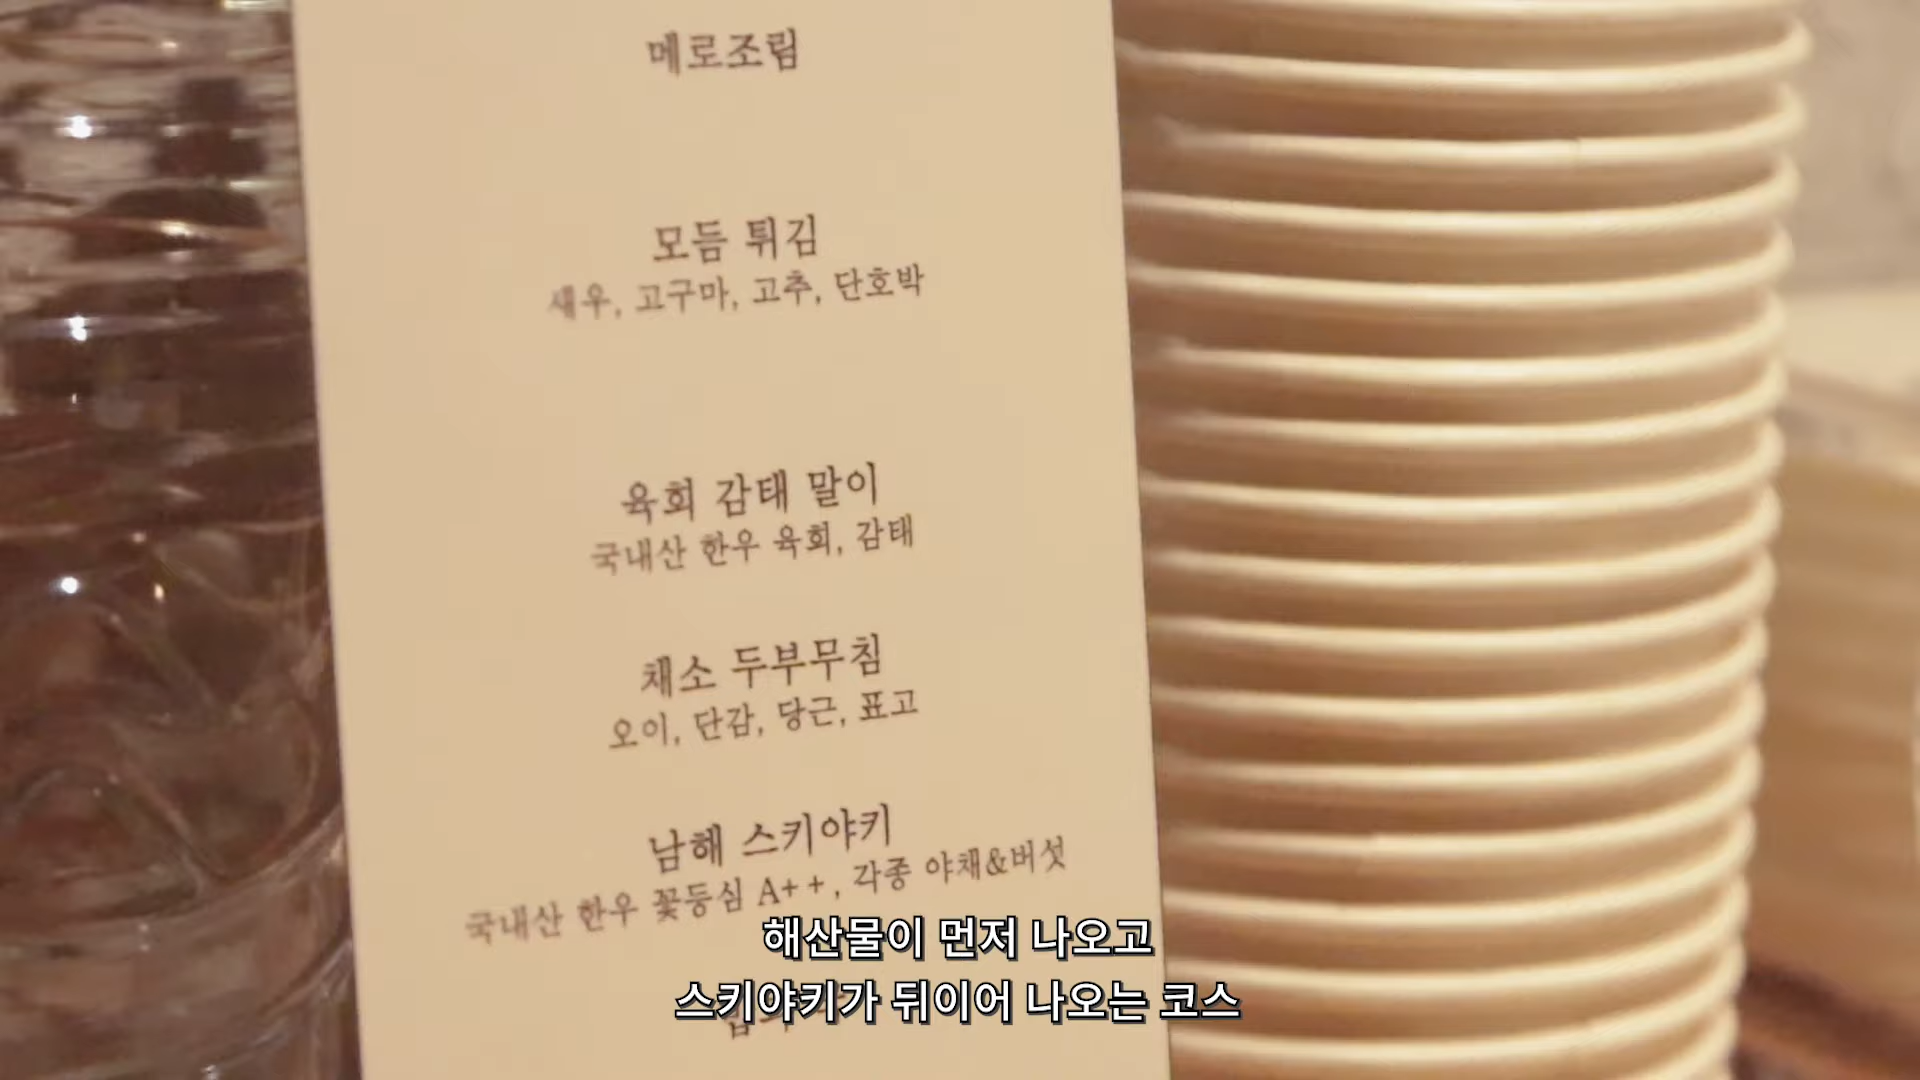 메로조림
모듬 튀김
새우, 고구마, 고추, 단호박
육회 감태 말이
국내산 한우 육회, 감태
채소 두부무침
오이, 단감, 당근, 표고
남해 스키야키
국내산 한우 꽃등심 A++, 각종 야채&버섯
해산물이 먼저 나오고
스키야키가 뒤이어 나오는 코스